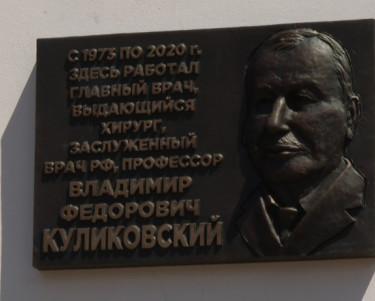 С 1973 ПО 2020 г.
ЗДЕСЬ РАБОТАЛ
ГЛАВНЫЙ ВРАЧ,
ВЫДАЮЩИЙСЯ
ХИРУРГ,
ЗАСЛУЖЕННЫЙ
ВРАЧ РФ, ПРОФЕССОР
ВЛАДИМИР
ФЕДОРОВИЧ
КУЛИКОВСКИЙ